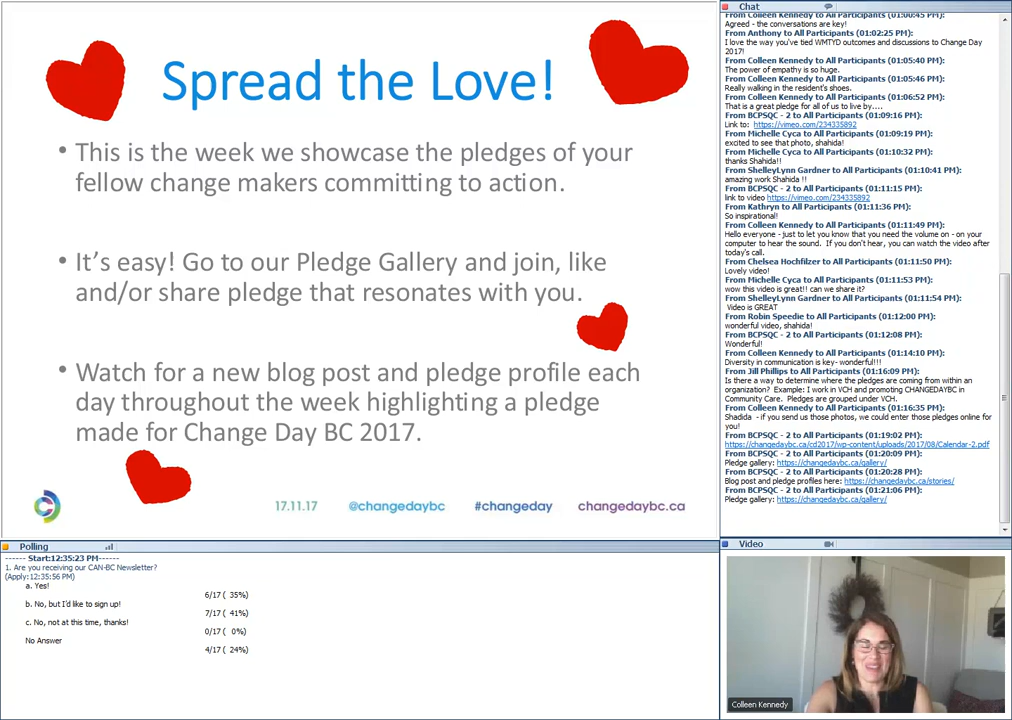 Spread the Love!
• This is the week we showcase the pledges of your
fellow change makers committing to action.
• It's easy! Go to our Pledge Gallery and join, like
and/or share pledge that resonates with you.
• Watch for a new blog post and pledge profile each
day throughout the week highlighting a pledge
made for Change Day BC 2017.
17.11.17 @changedaybc #changeday changedaybc.ca
Chat
From Colleen Kennedy to All Participants (01:00:45 PM):
Agreed - the conversations are key!
From Anthony to All Participants (01:02:25 PM):
I love the way you've tied WMTYD outcomes and discussions to Change Day
2017!
From Colleen Kennedy to All Participants (01:05:40 PM):
The power of empathy is so huge.
From Colleen Kennedy to All Participants (01:05:46 PM):
Really walking in the resident's shoes.
From Colleen Kennedy to All Participants (01:06:52 PM):
That is a great pledge for all of us to live by....
From BCPSQC - 2 to All Participants (01:09:16 PM):
Link to: https://vimeo.com/234335892
From Michelle Cyca to All Participants (01:09:19 PM):
excited to see that photo, shahida!
From Michelle Cyca to All Participants (01:10:32 PM):
thanks Shahida!!
From ShelleyLynn Gardner to All Participants (01:10:41 PM):
amazing work Shahida !!
From BCPSQC - 2 to All Participants (01:11:15 PM):
link to video https://vimeo.com/234335892
From Kathryn to All Participants (01:11:36 PM):
So inspirational!
From Colleen Kennedy to All Participants (01:11:49 PM):
Hello everyone - just to let you know that you need the volume on - on your
computer to hear the sound. If you don't hear, you can watch the video after
today's call.
From Chelsea Hochfilzer to All Participants (01:11:50 PM):
Lovely video!
From Michelle Cyca to All Participants (01:11:53 PM):
wow this video is great!! can we share it?
From ShelleyLynn Gardner to All Participants (01:11:54 PM):
Video is GREAT
From Robin Speedie to All Participants (01:12:00 PM):
wonderful video, shahida!
From BCPSQC - 2 to All Participants (01:12:08 PM):
Wonderful!
From Colleen Kennedy to All Participants (01:14:10 PM):
Diversity in communication is key- wonderful!!!
From Jill Phillips to All Participants (01:16:09 PM):
Is there a way to determine where the pledges are coming from within an
organization? Example: I work in VCH and promoting CHANGEDAYBC in
Community Care. Pledges are grouped under VCH.
From Colleen Kennedy to All Participants (01:16:35 PM):
Shadida - if you send us those photos, we could enter those pledges online for
you!
From BCPSQC - 2 to All Participants (01:19:02 PM):
https://changedaybc.ca/cd2017/wp-content/uploads/2017/08/Calendar-2.pdf
From BCPSQC - 2 to All Participants (01:20:09 PM):
Pledge gallery: https://changedaybc.ca/gallery/
From BCPSQC - 2 to All Participants (01:20:28 PM):
Blog post and pledge profiles here: https://changedaybc.ca/stories/
From BCPSQC - 2 to All Participants (01:21:06 PM):
Pledge gallery: https://changedaybc.ca/gallery/
Polling
------ Start:12:35:23 PM------
1. Are you receiving our CAN-BC Newsletter?
(Apply:12:35:56 PM)
a. Yes!
6/17 ( 35%)
b. No, but I'd like to sign up!
7/17 ( 41%)
c. No, not at this time, thanks!
0/17 ( 0%)
No Answer
4/17 ( 24%)
Video
Colleen Kennedy